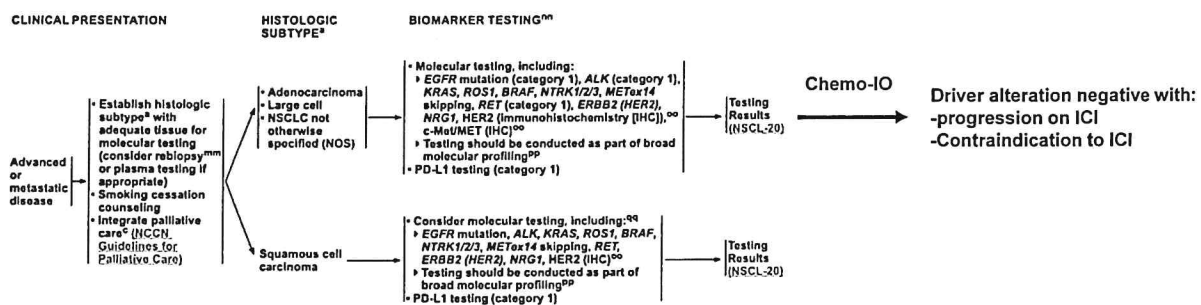 CLINICAL PRESENTATION
HISTOLOGIC
SUBTYPEᵃ
BIOMARKER TESTINGⁿⁿ
Advanced
or
metastatic
disease
• Establish histologic
subtypeᵃ with
adequate tissue for
molecular testing
(consider rebiopsyᵐᵐ
or plasma testing if
appropriate)
• Smoking cessation
counseling
• Integrate palliative
careᶜ (NCCN
Guidelines for
Palliative Care)
• Adenocarcinoma
• Large cell
• NSCLC not
otherwise
specified (NOS)
• Molecular testing, including:
▸ EGFR mutation (category 1), ALK (category 1),
KRAS, ROS1, BRAF, NTRK1/2/3, METex14
skipping, RET (category 1), ERBB2 (HER2),
NRG1, HER2 (immunohistochemistry [IHC]),ᵒᵒ
c-Met/MET (IHC)ᵒᵒ
▸ Testing should be conducted as part of broad
molecular profilingᵖᵖ
• PD-L1 testing (category 1)
Testing
Results
(NSCL-20)
Chemo-IO
Driver alteration negative with:
-progression on ICI
-Contraindication to ICI
Squamous cell
carcinoma
• Consider molecular testing, including:qq
▸ EGFR mutation, ALK, KRAS, ROS1, BRAF,
NTRK1/2/3, METex14 skipping, RET,
ERBB2 (HER2), NRG1, HER2 (IHC)ᵒᵒ
▸ Testing should be conducted as part of
broad molecular profilingᵖᵖ
• PD-L1 testing (category 1)
Testing
Results
(NSCL-20)